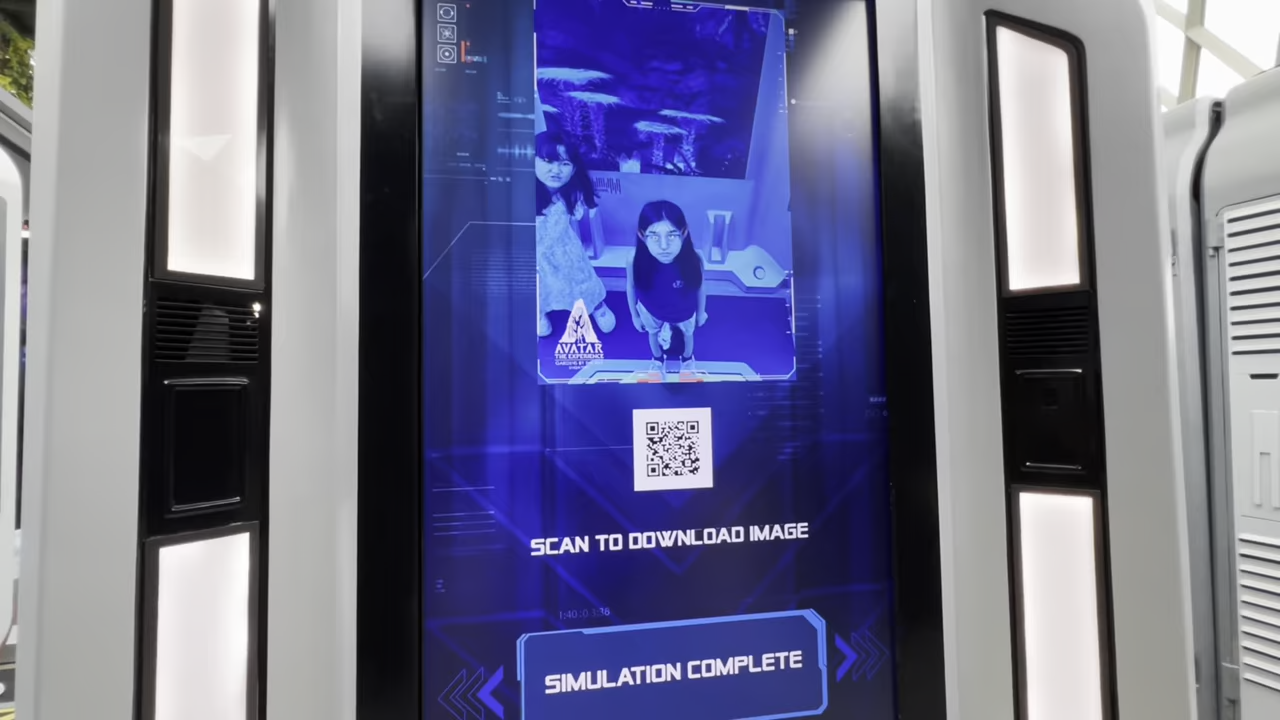 AVATAR
THE EXPERIENCE
SCAN TO DOWNLOAD IMAGE
SIMULATION COMPLETE